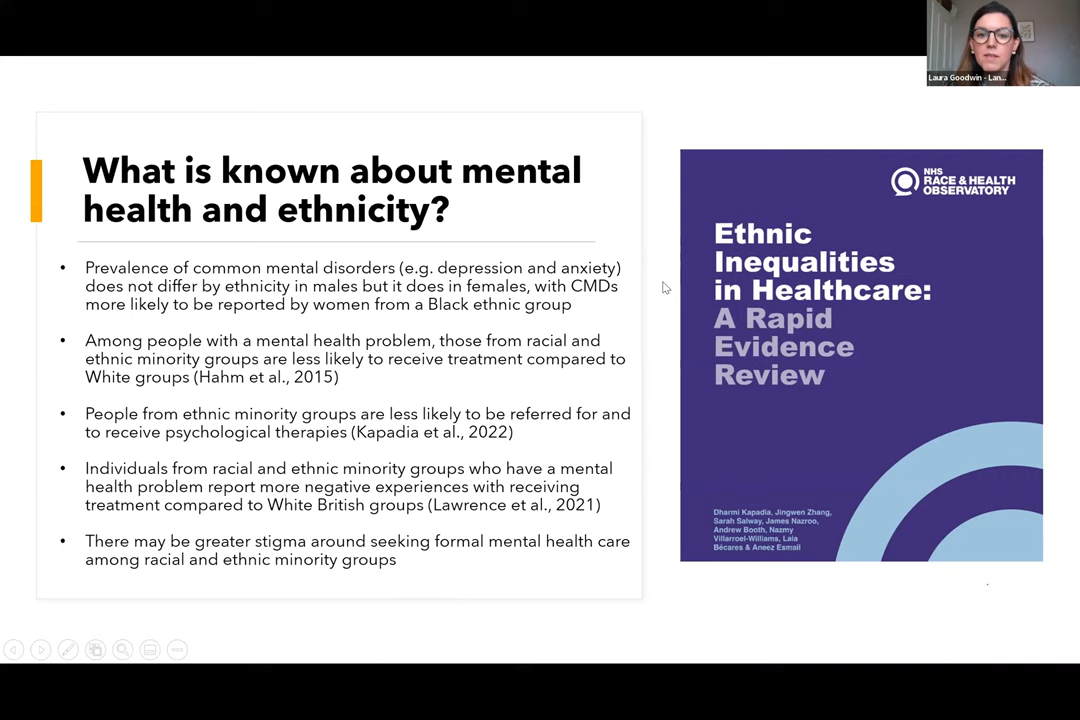 Laura Goodwin - Lan...
What is known about mental
health and ethnicity?
• Prevalence of common mental disorders (e.g. depression and anxiety)
does not differ by ethnicity in males but it does in females, with CMDs
more likely to be reported by women from a Black ethnic group
• Among people with a mental health problem, those from racial and
ethnic minority groups are less likely to receive treatment compared to
White groups (Hahm et al., 2015)
• People from ethnic minority groups are less likely to be referred for and
to receive psychological therapies (Kapadia et al., 2022)
• Individuals from racial and ethnic minority groups who have a mental
health problem report more negative experiences with receiving
treatment compared to White British groups (Lawrence et al., 2021)
• There may be greater stigma around seeking formal mental health care
among racial and ethnic minority groups
NHS
RACE & HEALTH
OBSERVATORY
Ethnic
Inequalities
in Healthcare:
A Rapid
Evidence
Review
Dharmi Kapadia, Jingwen Zhang,
Sarah Salway, James Nazroo,
Andrew Booth, Nazmy
Villarroel-Williams, Laia
Bécares & Aneez Esmail